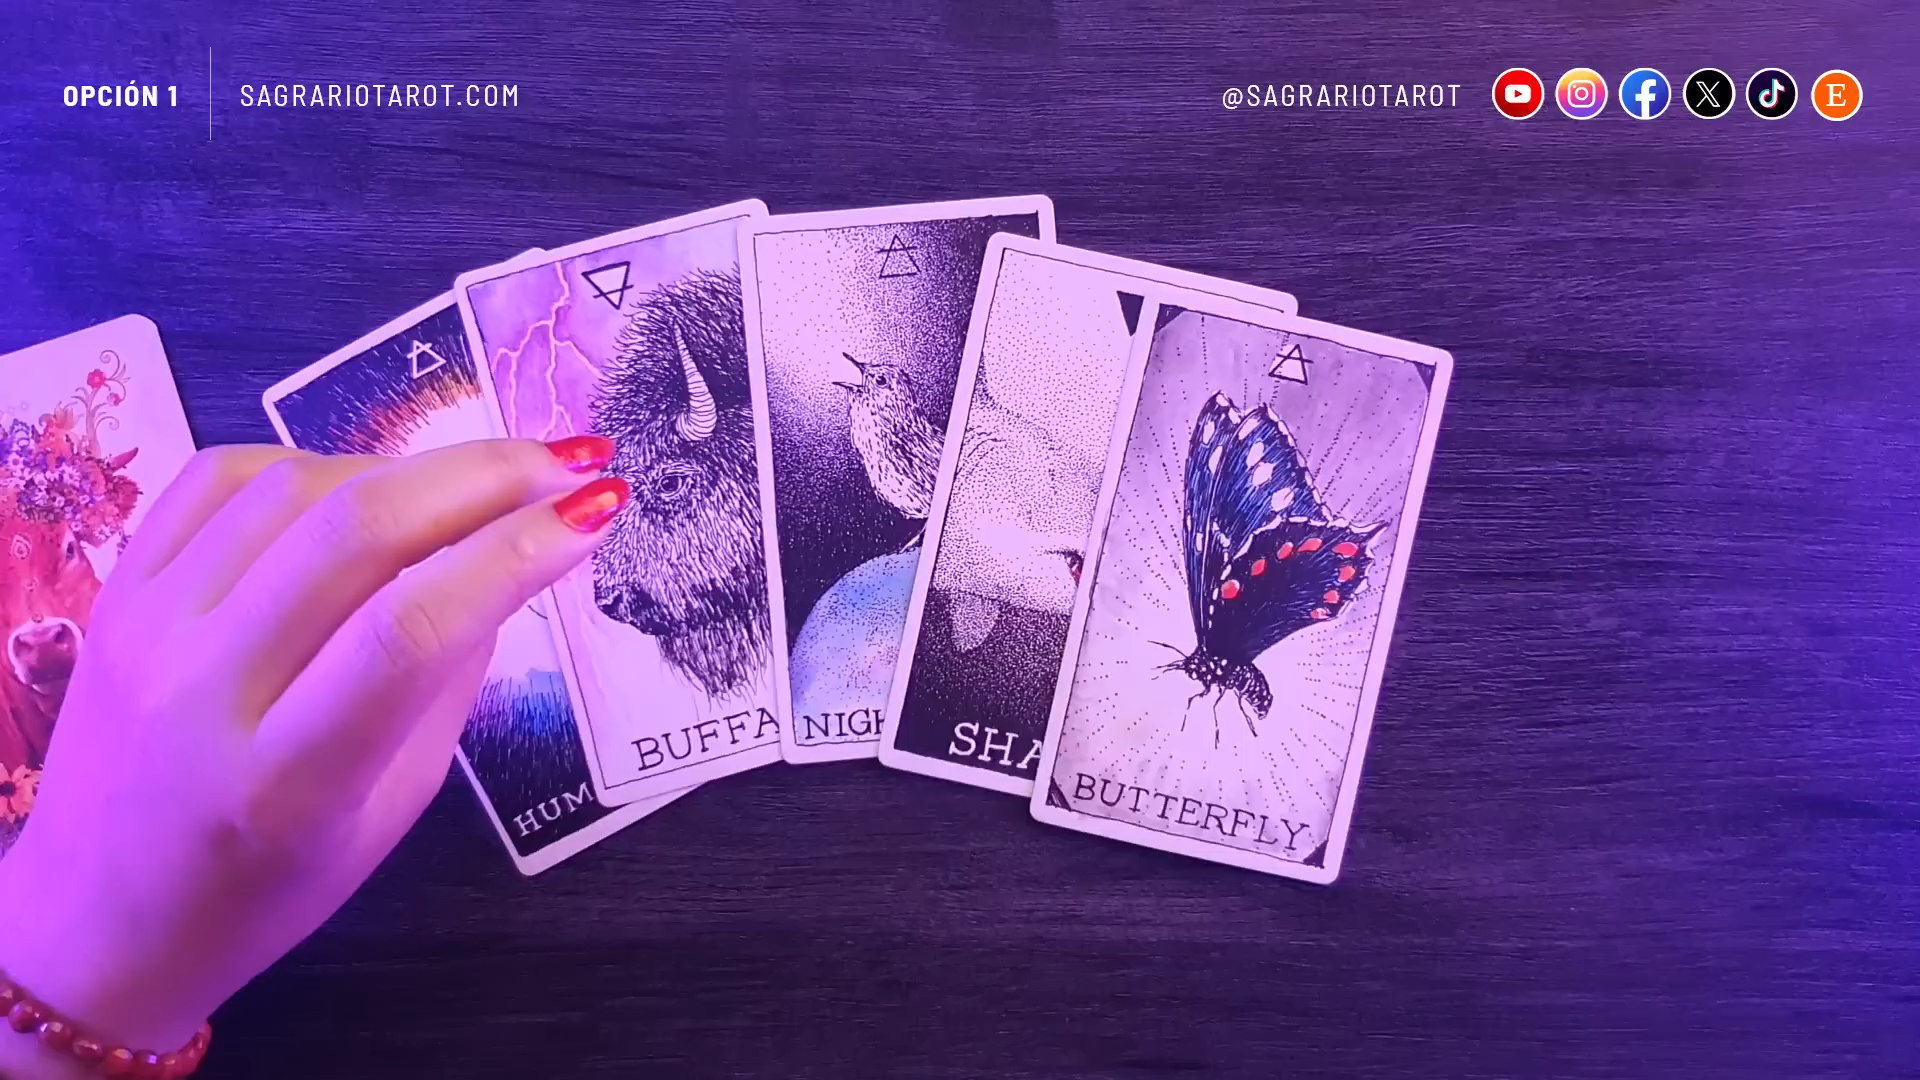 OPCIÓN 1
SAGRARIOTAROT.COM
@SAGRARIOTAROT
E
HUM
BUFFA
NIGH
SHA
BUTTERFLY